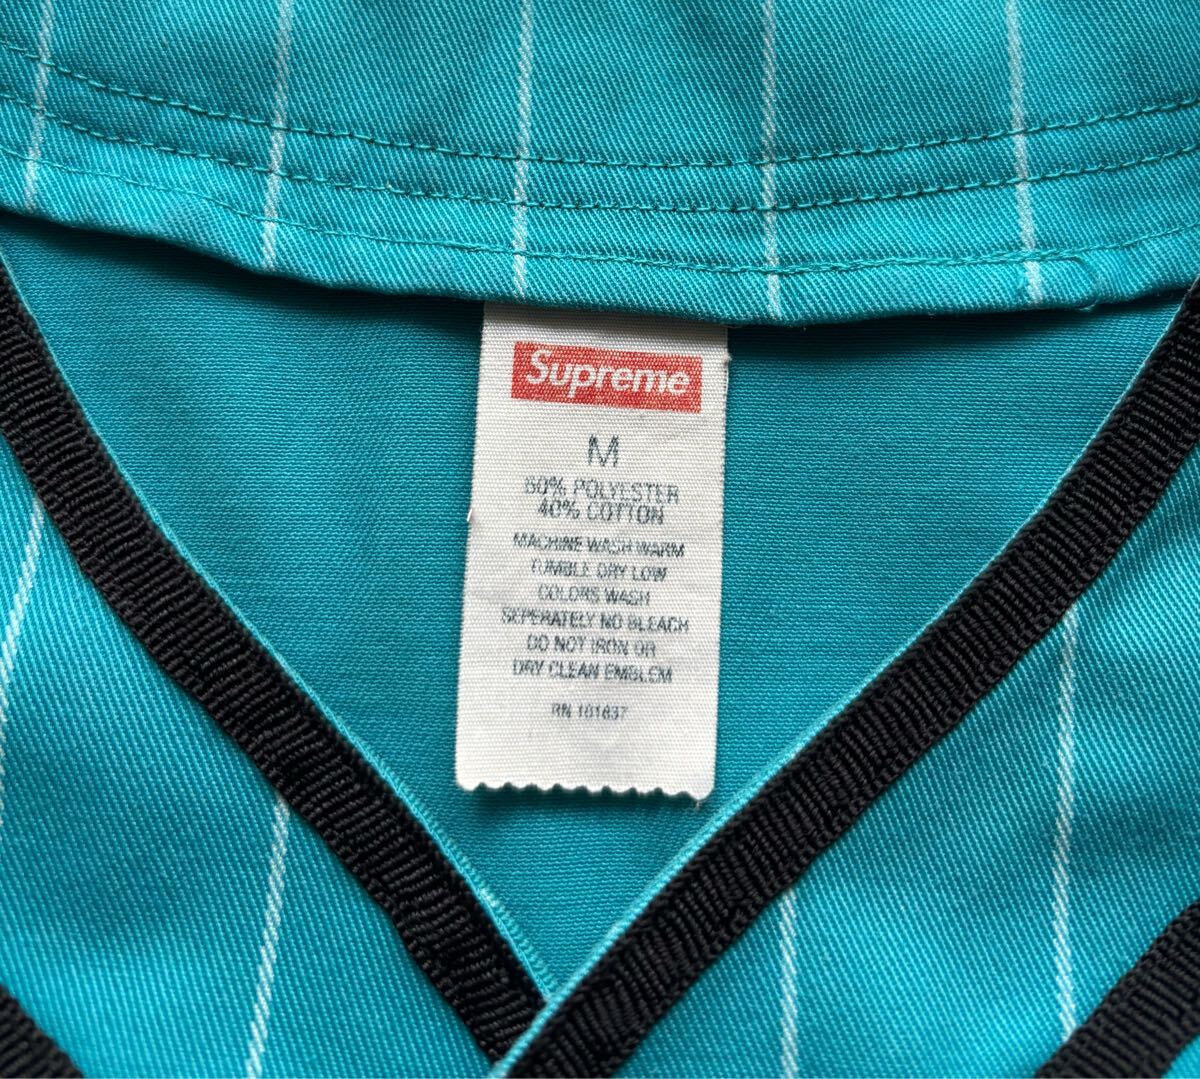 Supreme
M
60% POLYESTER
40% COTTON
MACHINE WASH WARM
TUMBLE DRY LOW
COLORS WASH
SEPERATELY NO BLEACH
DO NOT IRON OR
DRY CLEAN EMBLEM
RN 101837